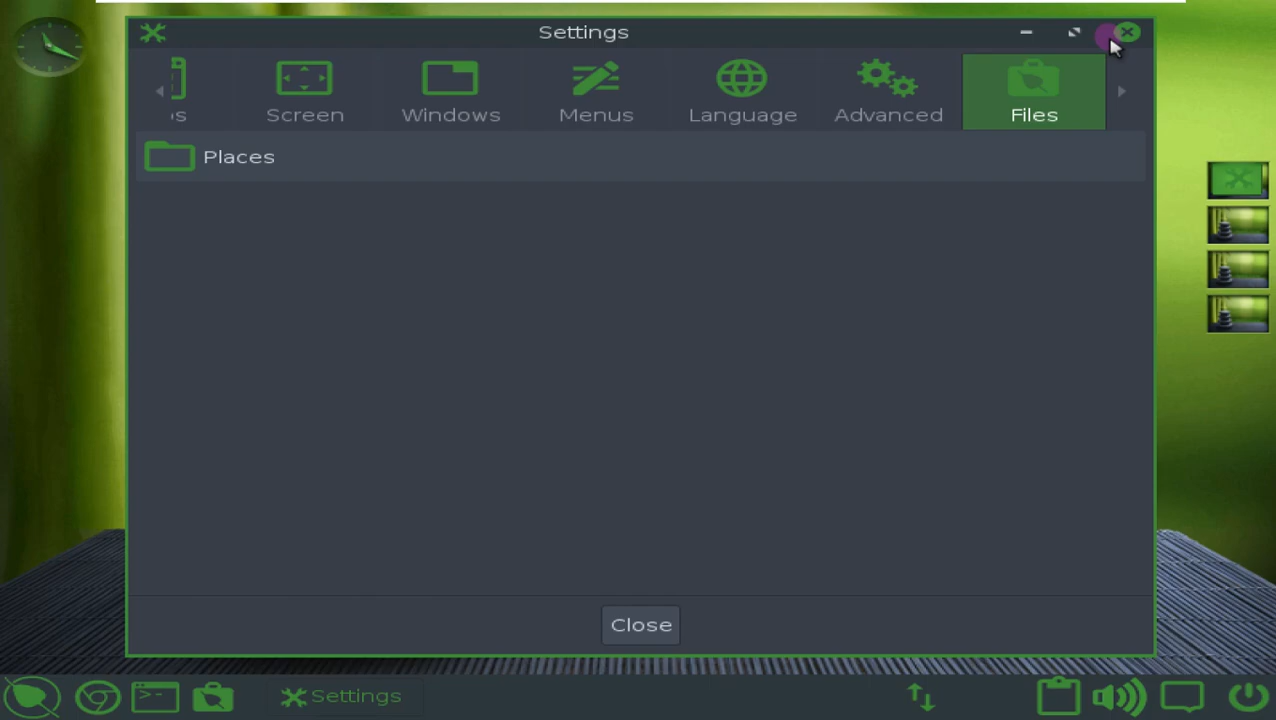 Settings
s
Screen
Windows
Menus
Language
Advanced
Files
Places
Close
>-
Settings